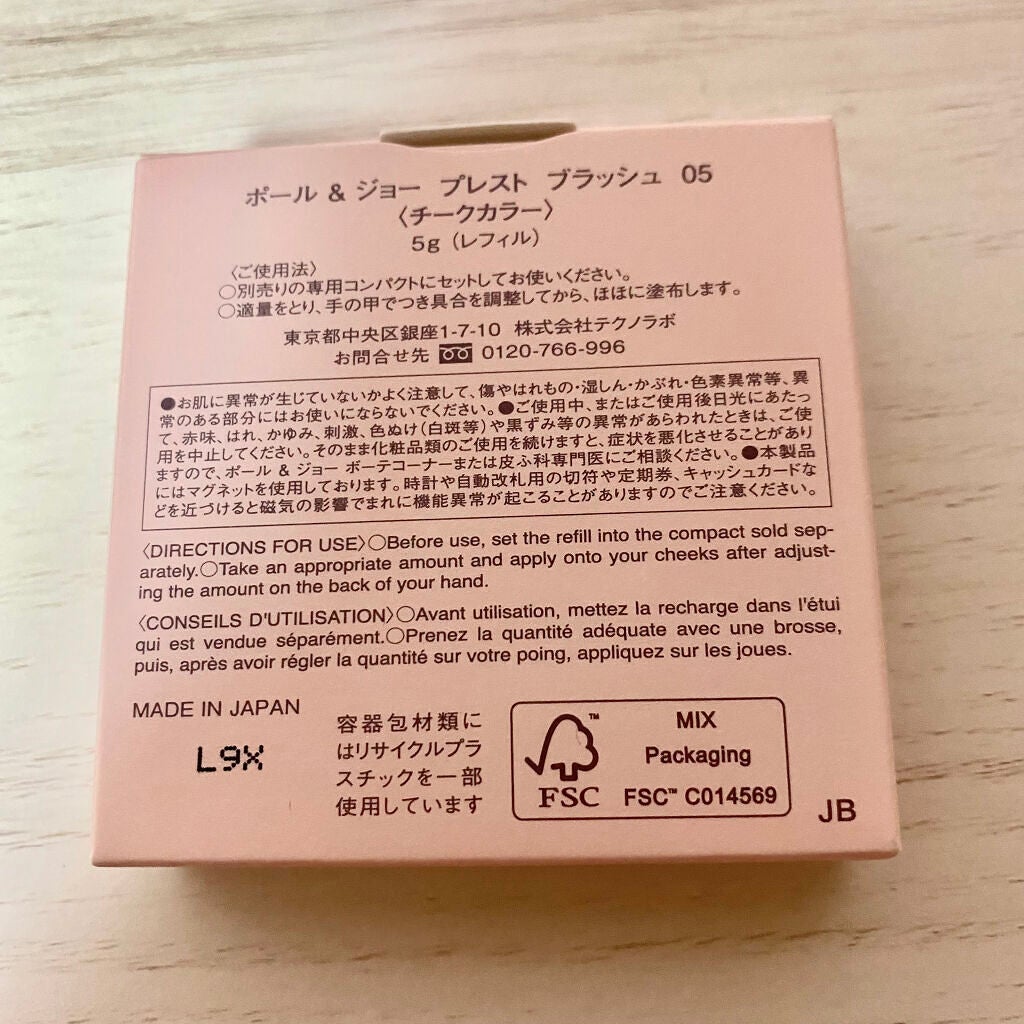 ポール & ジョー プレスト ブラッシュ 05
〈チークカラー〉
5g（レフィル）
〈ご使用法〉
○別売りの専用コンパクトにセットしてお使いください。
○適量をとり、手の甲でつき具合を調整してから、ほほに塗布します。
東京都中央区銀座1-7-10 株式会社テクノラボ
お問合せ先 0120-766-996
●お肌に異常が生じていないかよく注意して、傷やはれもの・湿しん・かぶれ・色素異常等、異
常のある部分にはお使いにならないでください。●ご使用中、またはご使用後日光にあたっ
て、赤味、はれ、かゆみ、刺激、色ぬけ(白斑等)や黒ずみ等の異常があらわれたときは、ご使
用を中止してください。そのまま化粧品類のご使用を続けますと、症状を悪化させることがあり
ますので、ポール & ジョー ボーテコーナーまたは皮ふ科専門医にご相談ください。●本製品
にはマグネットを使用しております。時計や自動改札用の切符や定期券、キャッシュカードな
どを近づけると磁気の影響でまれに機能異常が起こることがありますのでご注意ください。
〈DIRECTIONS FOR USE〉○Before use, set the refill into the compact sold sep-
arately.○Take an appropriate amount and apply onto your cheeks after adjust-
ing the amount on the back of your hand.
〈CONSEILS D'UTILISATION〉○Avant utilisation, mettez la recharge dans l'étui
qui est vendue séparément.○Prenez la quantité adéquate avec une brosse,
puis, après avoir régler la quantité sur votre poing, appliquez sur les joues.
MADE IN JAPAN
L9X
容器包材類に
はリサイクルプラ
スチックを一部
使用しています
™
FSC
MIX
Packaging
FSC™ C014569
JB